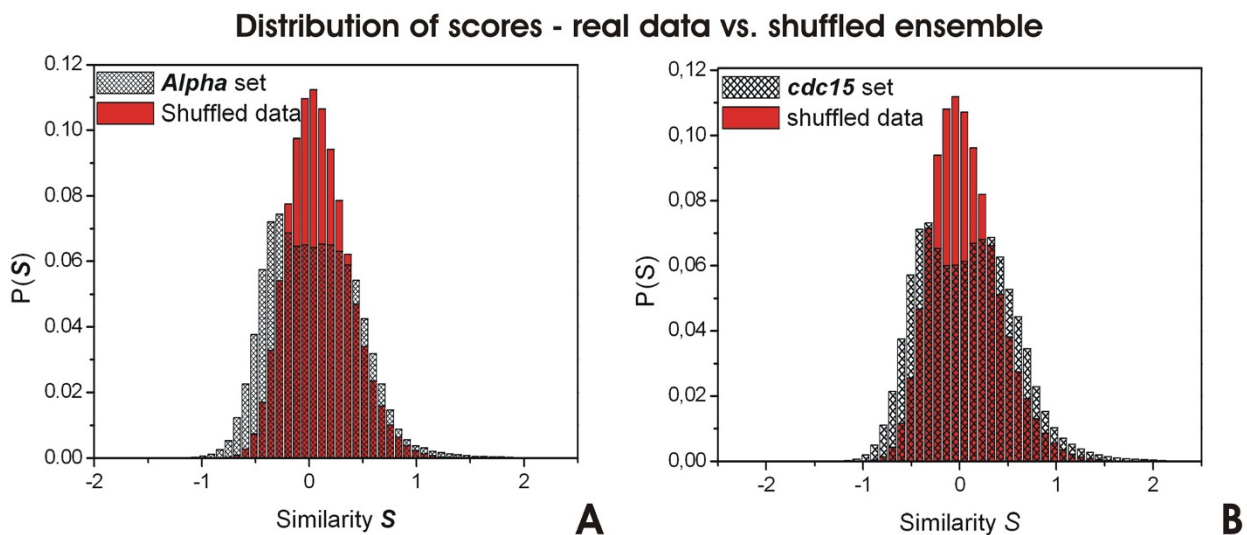 Distribution of scores - real data vs. shuffled ensemble
Alpha set
Shuffled data
0.12
0.10
0.08
0.06
0.04
0.02
0.00
P(S)
-2
-1
0
1
2
Similarity S
A
cdc15 set
shuffled data
0.12
0,10
0,08
0,06
0,04
0,02
0,00
P(S)
-2
-1
0
1
2
Similarity S
B